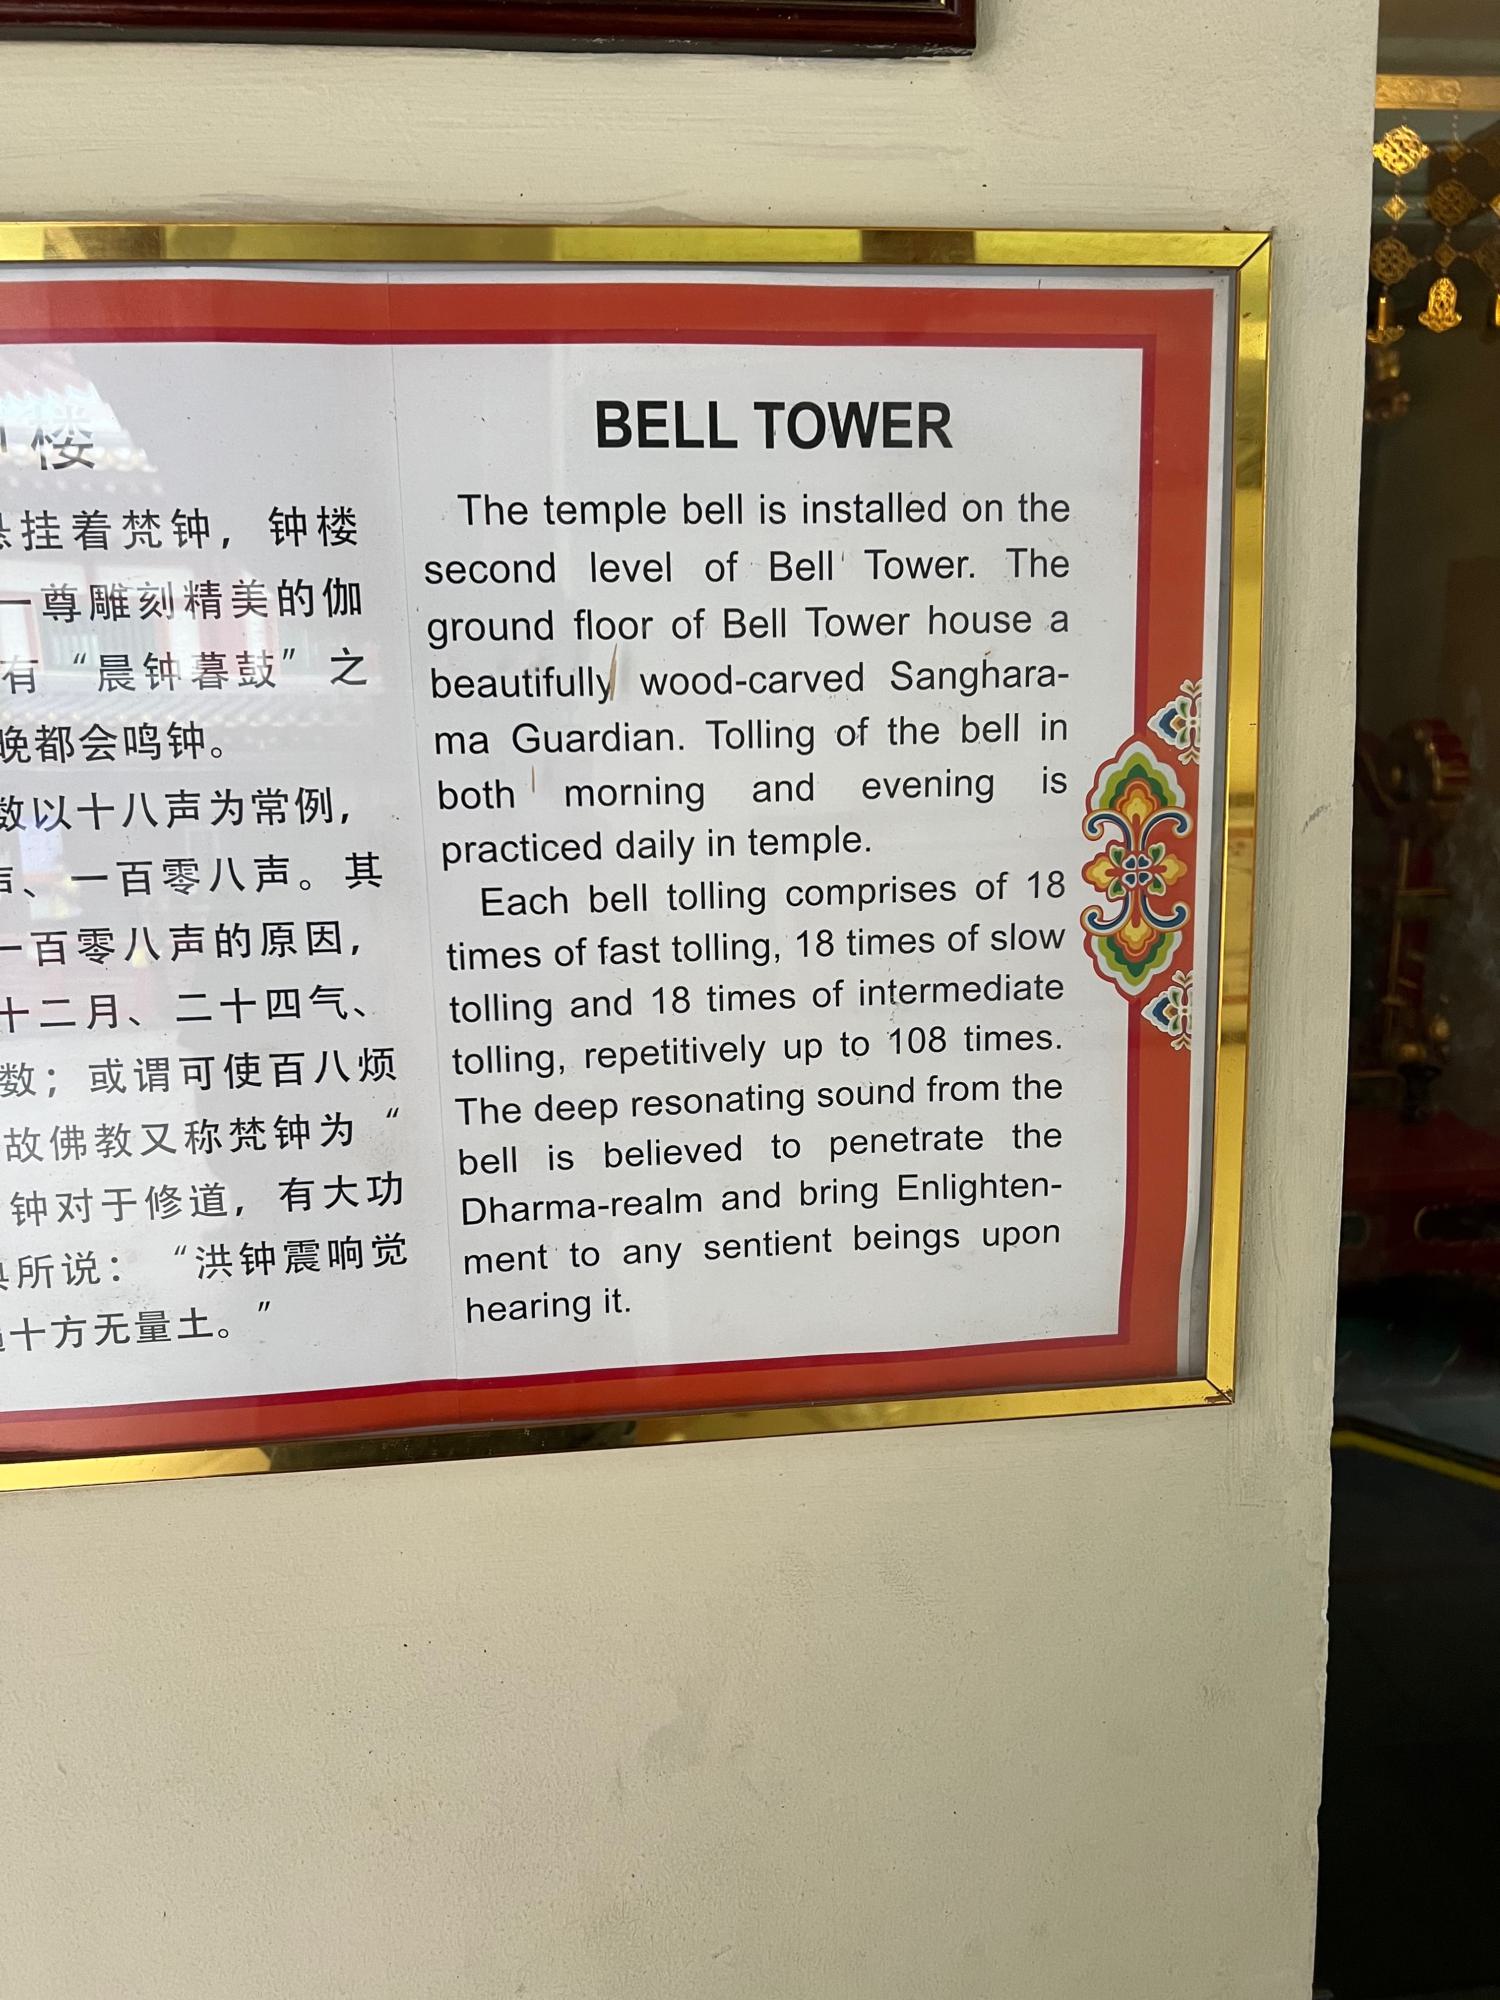 楼
挂着梵钟，钟楼
一尊雕刻精美的伽
有“晨钟暮鼓”之
晚都会鸣钟。
数以十八声为常例，
声、一百零八声。其
一百零八声的原因，
十二月、二十四气、
数；或谓可使百八烦
故佛教又称梵钟为“
钟对于修道，有大功
所说：“洪钟震响觉
十方无量土。”
BELL TOWER
The temple bell is installed on the
second level of Bell Tower. The
ground floor of Bell Tower house a
beautifully wood-carved Sanghara-
ma Guardian. Tolling of the bell in
both morning and evening is
practiced daily in temple.
Each bell tolling comprises of 18
times of fast tolling, 18 times of slow
tolling and 18 times of intermediate
tolling, repetitively up to 108 times.
The deep resonating sound from the
bell is believed to penetrate the
Dharma-realm and bring Enlighten-
ment to any sentient beings upon
hearing it.